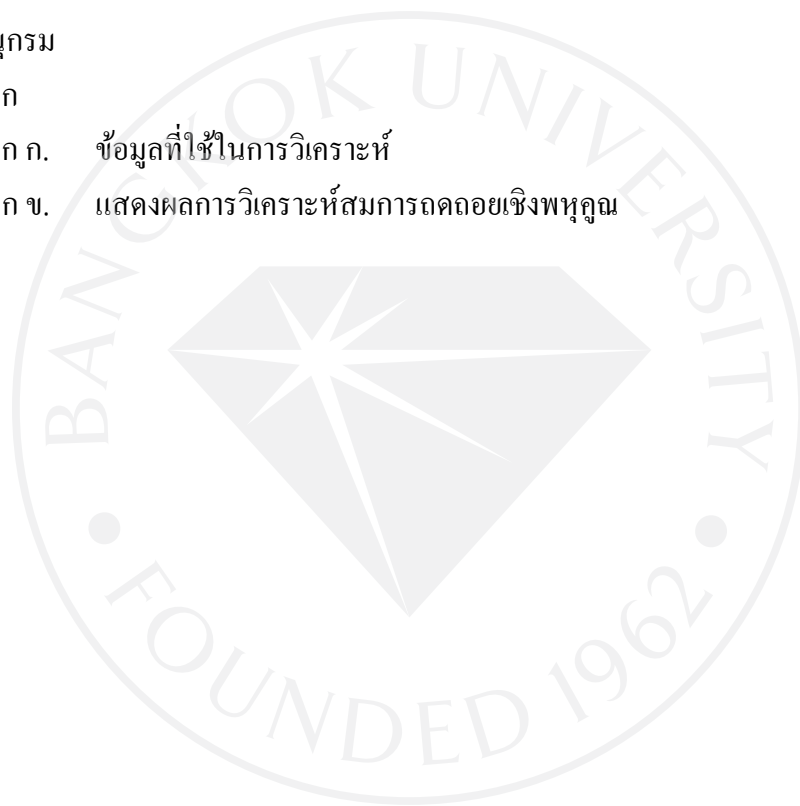 นุกรม
ก
ก ก. ข้อมูลที่ใช้ในการวิเคราะห์
ก ข. แสดงผลการวิเคราะห์สมการถดถอยเชิงพหุคูณ
BANGKOK UNIVERSITY
FOUNDED 1962